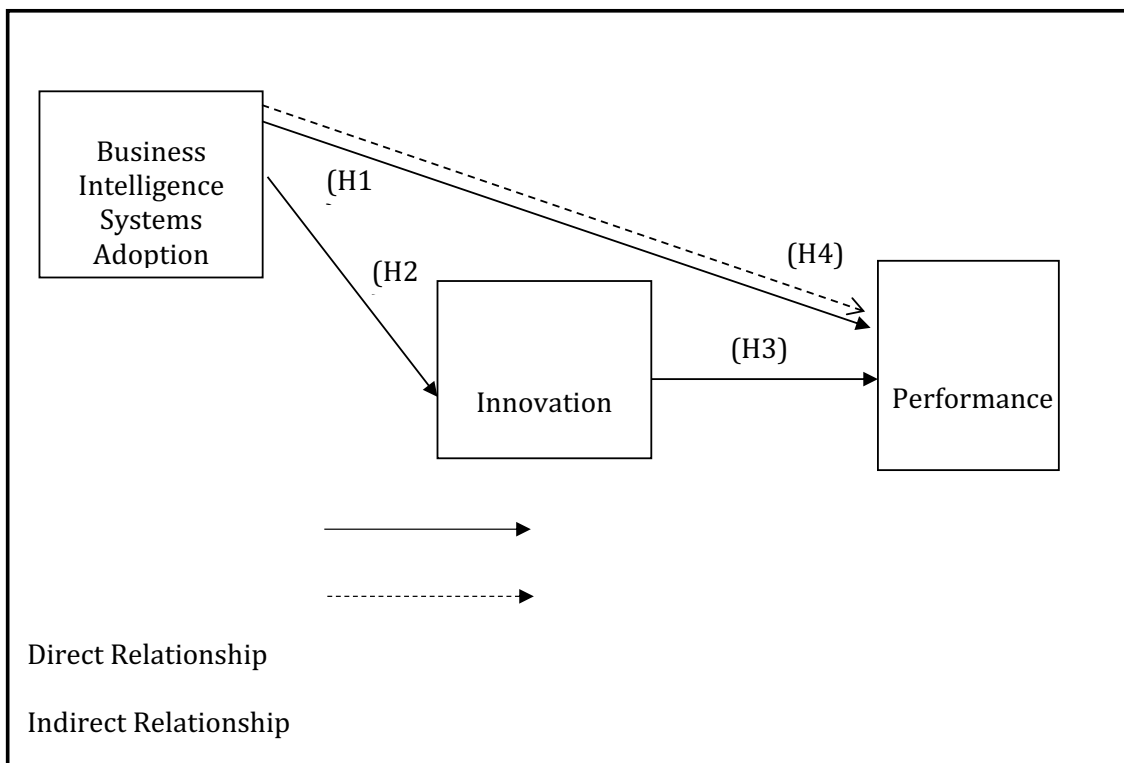 Business
Intelligence
Systems
Adoption
(H1
(H2
(H4)
(H3)
Innovation
Performance
Direct Relationship
Indirect Relationship